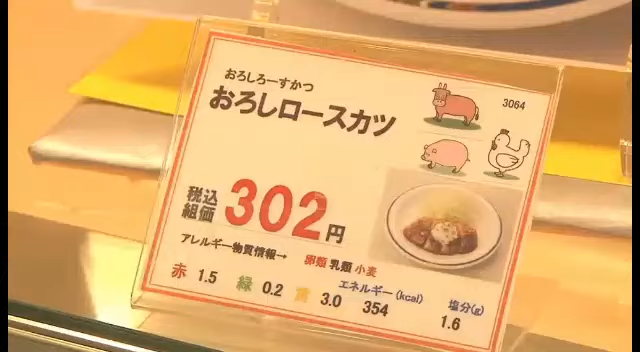 おろしろーすかつ
おろしロースカツ
3064
税込
組価 302円
アレルギー物質情報→ 卵類 乳類 小麦
赤 1.5 緑 0.2 黄 3.0 エネルギー(kcal) 354 塩分(g) 1.6